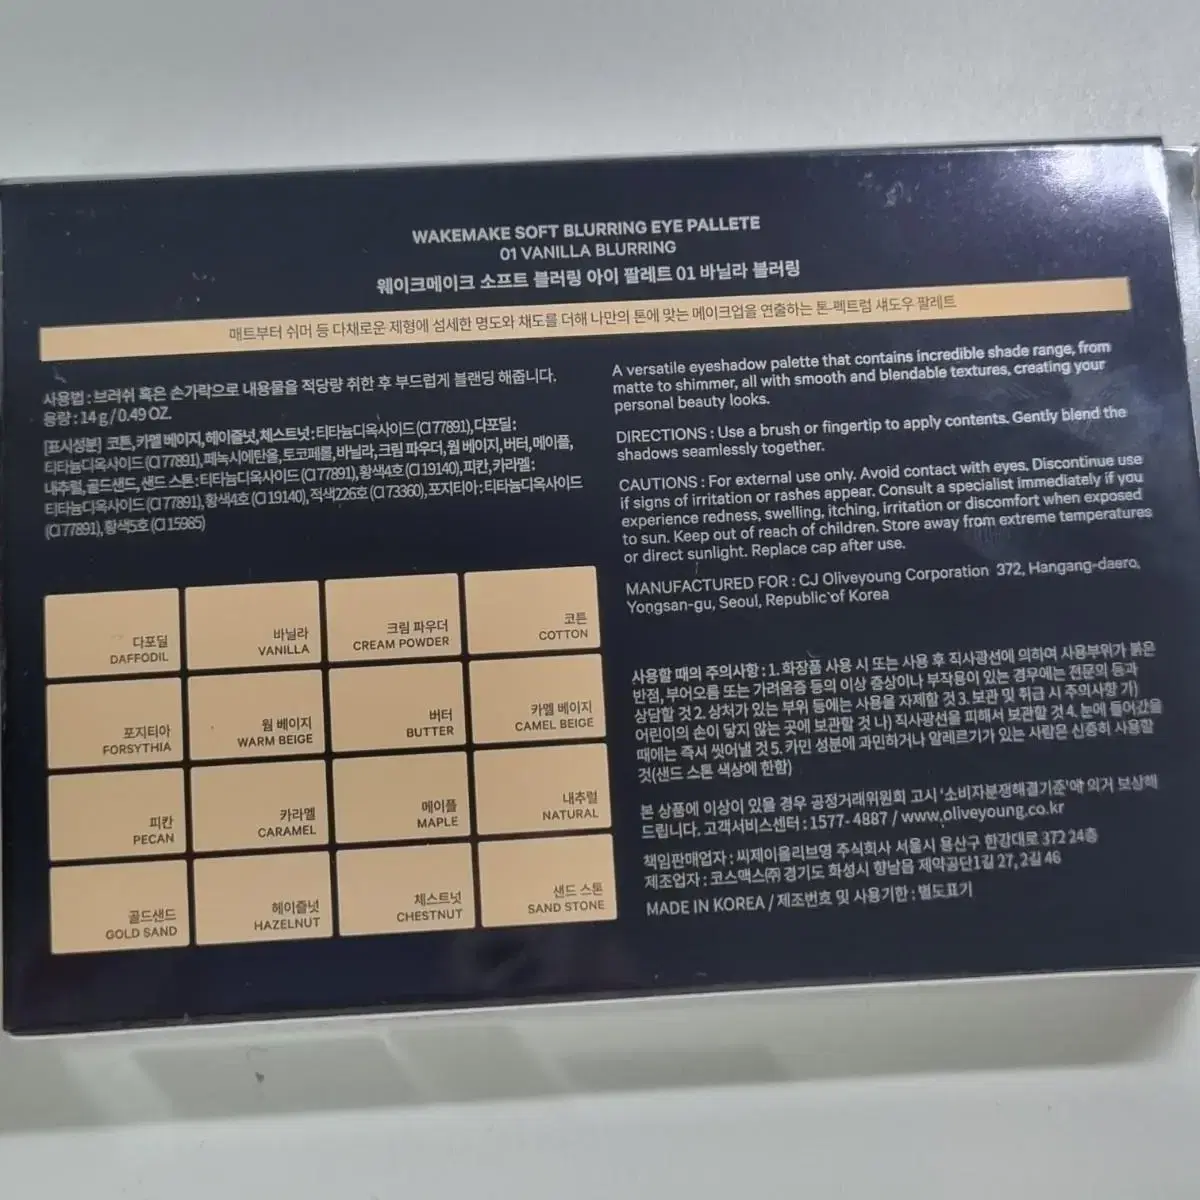 WAKEMAKE SOFT BLURRING EYE PALLETE
01 VANILLA BLURRING
웨이크메이크 소프트 블러링 아이 팔레트 01 바닐라 블러링
매트부터 쉬머 등 다채로운 제형에 섬세한 명도와 채도를 더해 나만의 톤에 맞는 메이크업을 연출하는 톤-펙트럼 섀도우 팔레트
사용법 : 브러쉬 혹은 손가락으로 내용물을 적당량 취한 후 부드럽게 블랜딩 해줍니다.
용량 : 14 g / 0.49 OZ.
[표시성분] 코튼, 카멜 베이지, 헤이즐넛, 체스트넛 : 티타늄디옥사이드 (CI 77891), 다포딜 :
티타늄디옥사이드 (CI 77891), 페녹시에탄올, 토코페롤, 바닐라, 크림 파우더, 웜 베이지, 버터, 메이플,
내추럴, 골드샌드, 샌드 스톤 : 티타늄디옥사이드 (CI 77891), 황색4호 (CI 19140), 피칸, 카라멜 :
티타늄디옥사이드 (CI 77891), 황색4호 (CI 19140), 적색226호 (CI 73360), 포지티아 : 티타늄디옥사이드
(CI 77891), 황색5호 (CI 15985)
다포딜
DAFFODIL
바닐라
VANILLA
크림 파우더
CREAM POWDER
코튼
COTTON
포지티아
FORSYTHIA
웜 베이지
WARM BEIGE
버터
BUTTER
카멜 베이지
CAMEL BEIGE
피칸
PECAN
카라멜
CARAMEL
메이플
MAPLE
내추럴
NATURAL
골드샌드
GOLD SAND
헤이즐넛
HAZELNUT
체스트넛
CHESTNUT
샌드 스톤
SAND STONE
A versatile eyeshadow palette that contains incredible shade range, from
matte to shimmer, all with smooth and blendable textures, creating your
personal beauty looks.
DIRECTIONS : Use a brush or fingertip to apply contents. Gently blend the
shadows seamlessly together.
CAUTIONS : For external use only. Avoid contact with eyes. Discontinue use
if signs of irritation or rashes appear. Consult a specialist immediately if you
experience redness, swelling, itching, irritation or discomfort when exposed
to sun. Keep out of reach of children. Store away from extreme temperatures
or direct sunlight. Replace cap after use.
MANUFACTURED FOR : CJ Oliveyoung Corporation 372, Hangang-daero,
Yongsan-gu, Seoul, Republic of Korea
사용할 때의 주의사항 : 1. 화장품 사용 시 또는 사용 후 직사광선에 의하여 사용부위가 붉은
반점, 부어오름 또는 가려움증 등의 이상 증상이나 부작용이 있는 경우에는 전문의 등과
상담할 것 2. 상처가 있는 부위 등에는 사용을 자제할 것 3. 보관 및 취급 시 주의사항 가)
어린이의 손이 닿지 않는 곳에 보관할 것 나) 직사광선을 피해서 보관할 것 4. 눈에 들어갔을
때에는 즉시 씻어낼 것 5. 카민 성분에 과민하거나 알레르기가 있는 사람은 신중히 사용할
것(샌드 스톤 색상에 한함)
본 상품에 이상이 있을 경우 공정거래위원회 고시 '소비자분쟁해결기준'에 의거 보상해
드립니다. 고객서비스센터 : 1577- 4887 / www.oliveyoung.co.kr
책임판매업자 : 씨제이올리브영 주식회사 서울시 용산구 한강대로 372 24층
제조업자 : 코스맥스㈜ 경기도 화성시 향남읍 제약공단1길 27, 2길 46
MADE IN KOREA / 제조번호 및 사용기한 : 별도표기